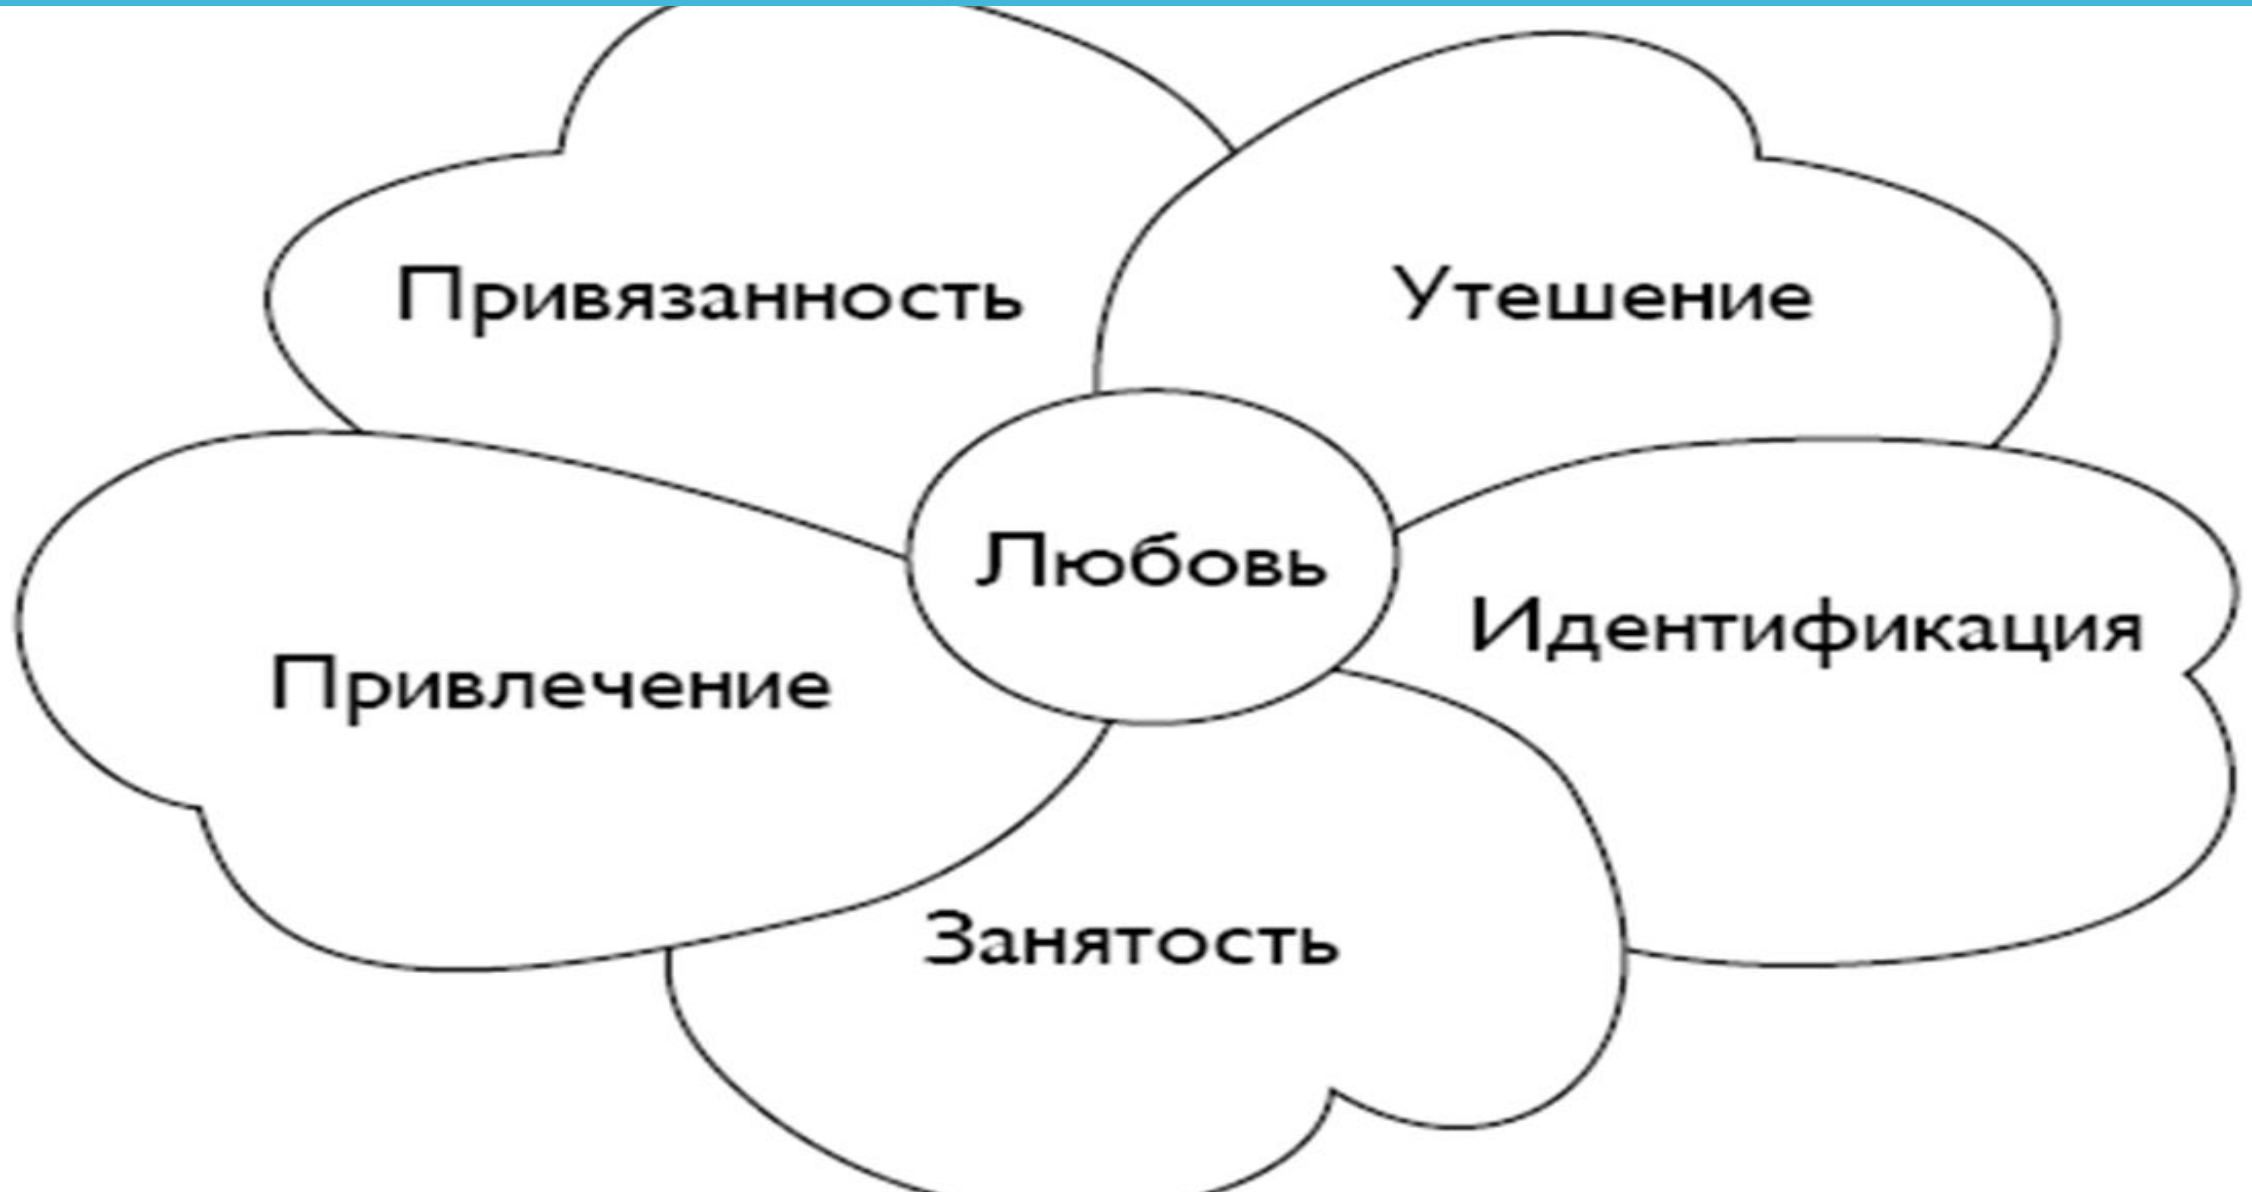 Привязанность
Утешение
Любовь
Идентификация
Привлечение
Занятость